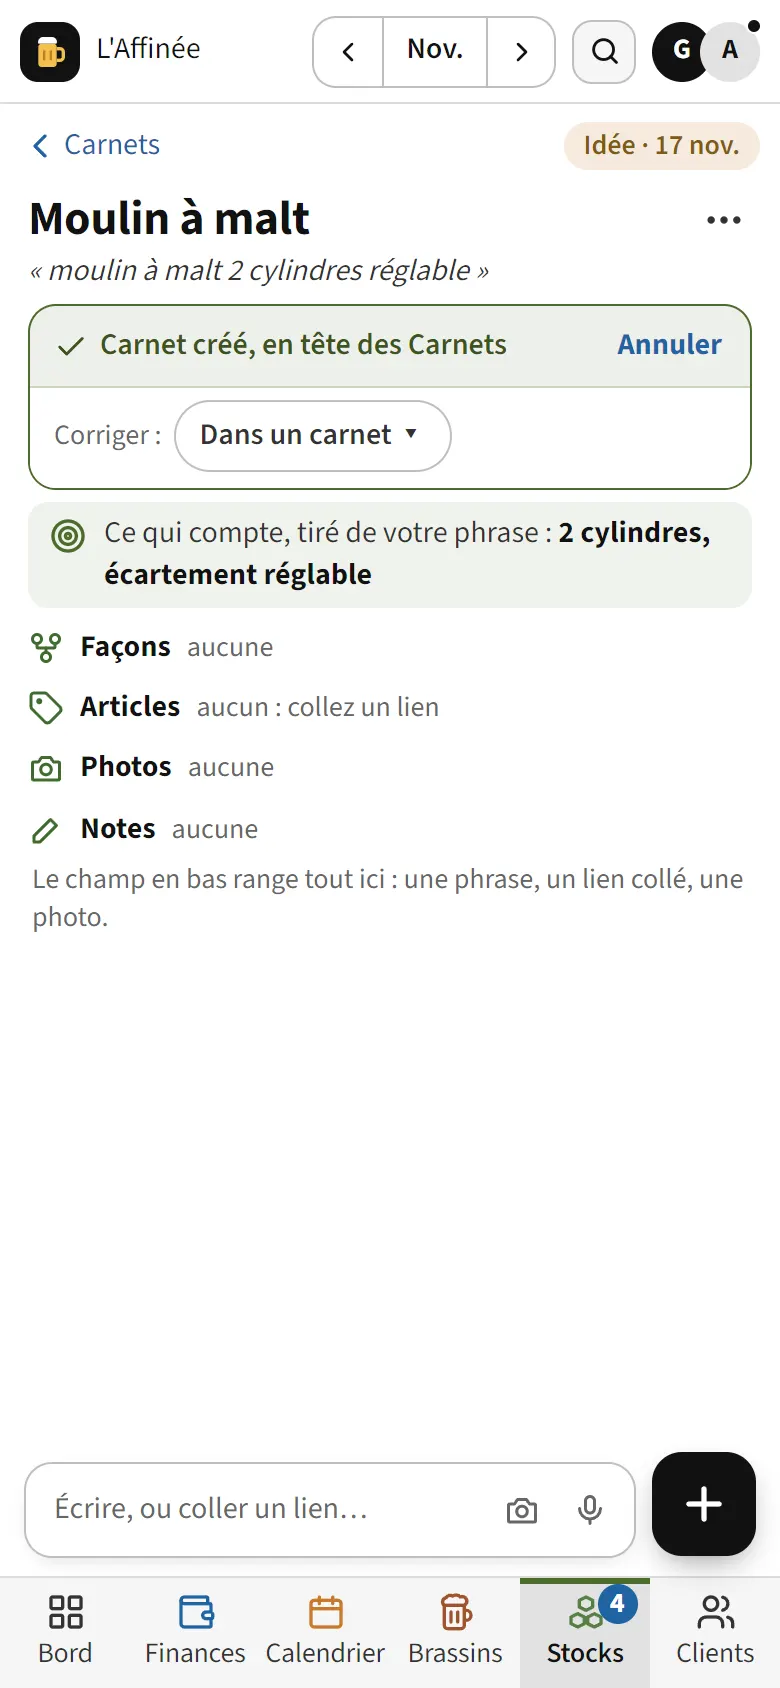 L'Affinée
Nov.
G
A
Carnets
Idée · 17 nov.
Moulin à malt
« moulin à malt 2 cylindres réglable »
Carnet créé, en tête des Carnets
Annuler
Corriger :
Dans un carnet
Ce qui compte, tiré de votre phrase : 2 cylindres,
écartement réglable
Façons aucune
Articles aucun : collez un lien
Photos aucune
Notes aucune
Le champ en bas range tout ici : une phrase, un lien collé, une
photo.
Écrire, ou coller un lien…
4
Bord
Finances
Calendrier
Brassins
Stocks
Clients